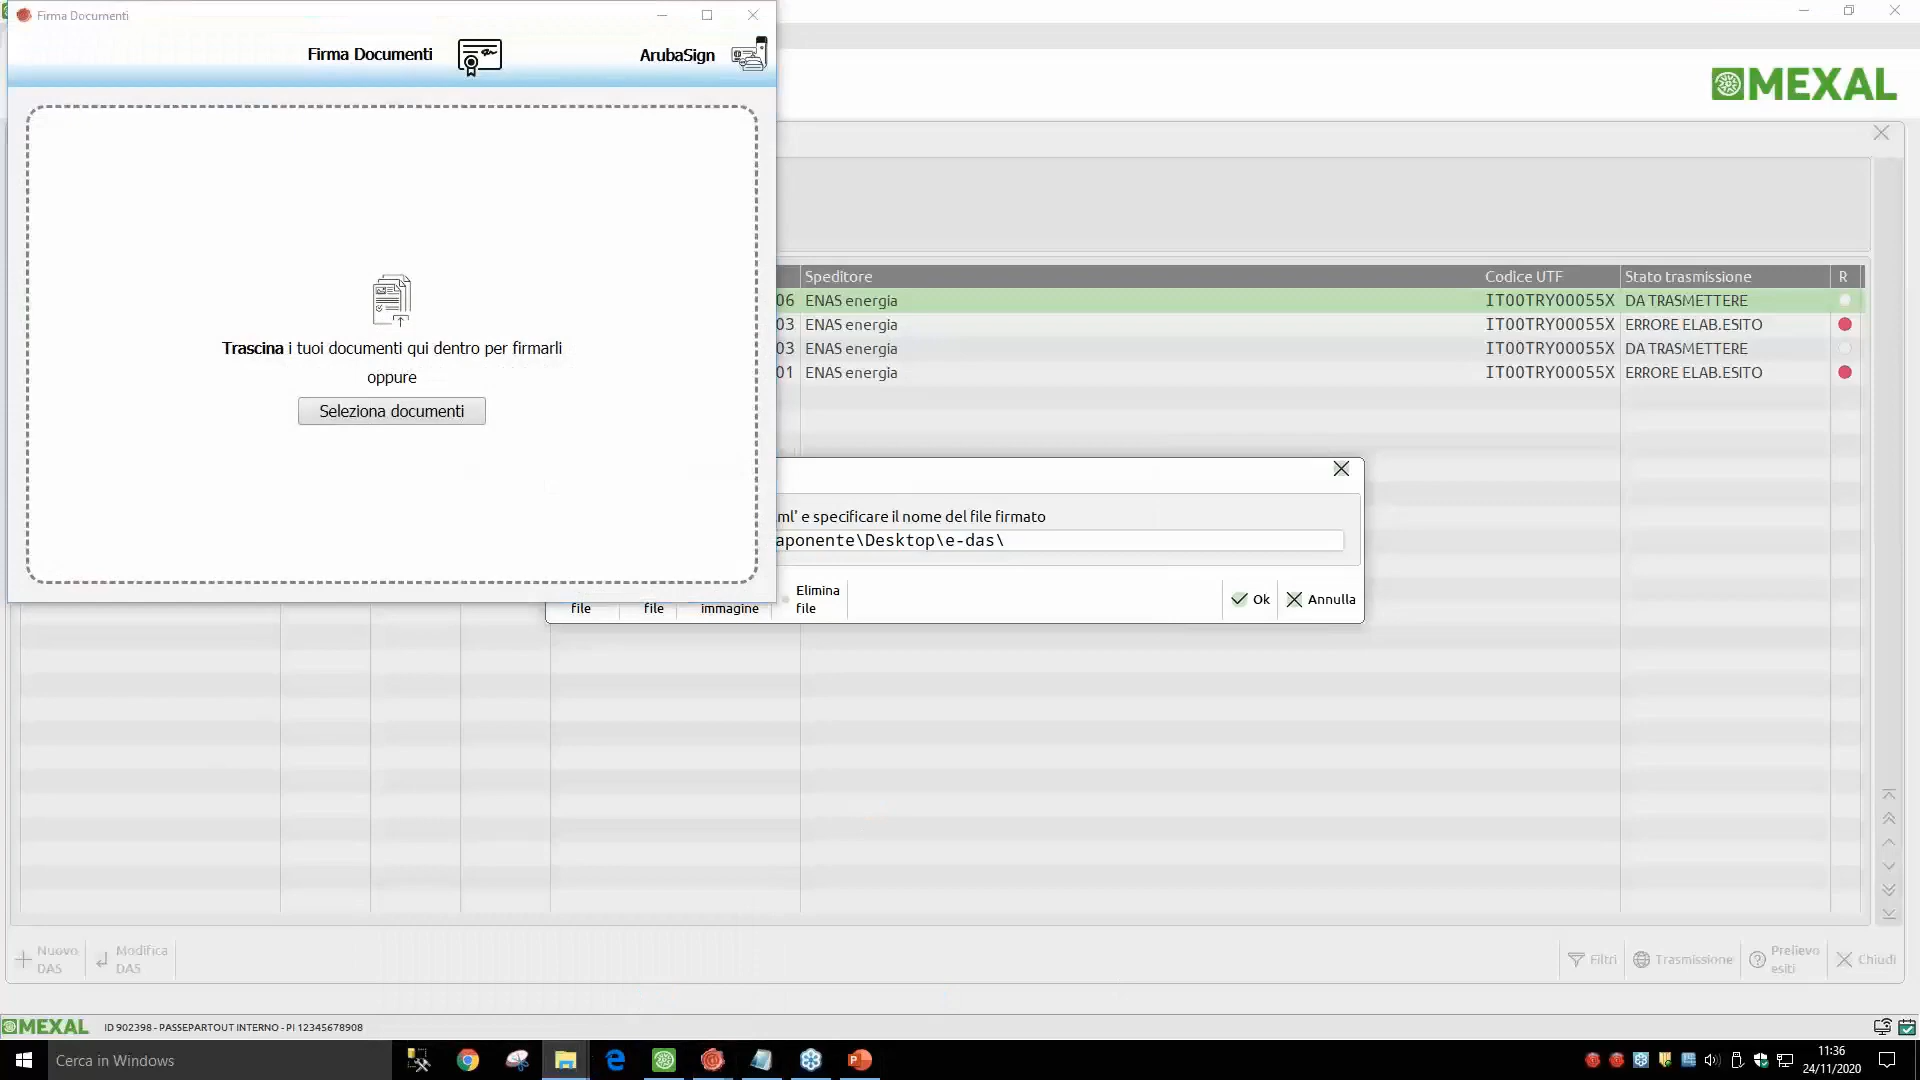 Firma Documenti
Firma Documenti
ArubaSign
MEXAL
Trascina i tuoi documenti qui dentro per firmarli
oppure
Seleziona documenti
Speditore Codice UTF Stato trasmissione R
06 ENAS energia IT00TRY00055X DA TRASMETTERE
03 ENAS energia IT00TRY00055X ERRORE ELAB.ESITO
03 ENAS energia IT00TRY00055X DA TRASMETTERE
01 ENAS energia IT00TRY00055X ERRORE ELAB.ESITO
ml' e specificare il nome del file firmato
aponente\Desktop\e-das\
file
file
immagine
Elimina
file
Ok
Annulla
Nuovo
DAS
Modifica
DAS
Filtri
Trasmissione
Prelievo
esiti
Chiudi
MEXAL ID 902398 - PASSEPARTOUT INTERNO - PI 12345678908
Cerca in Windows
11:36
24/11/2020